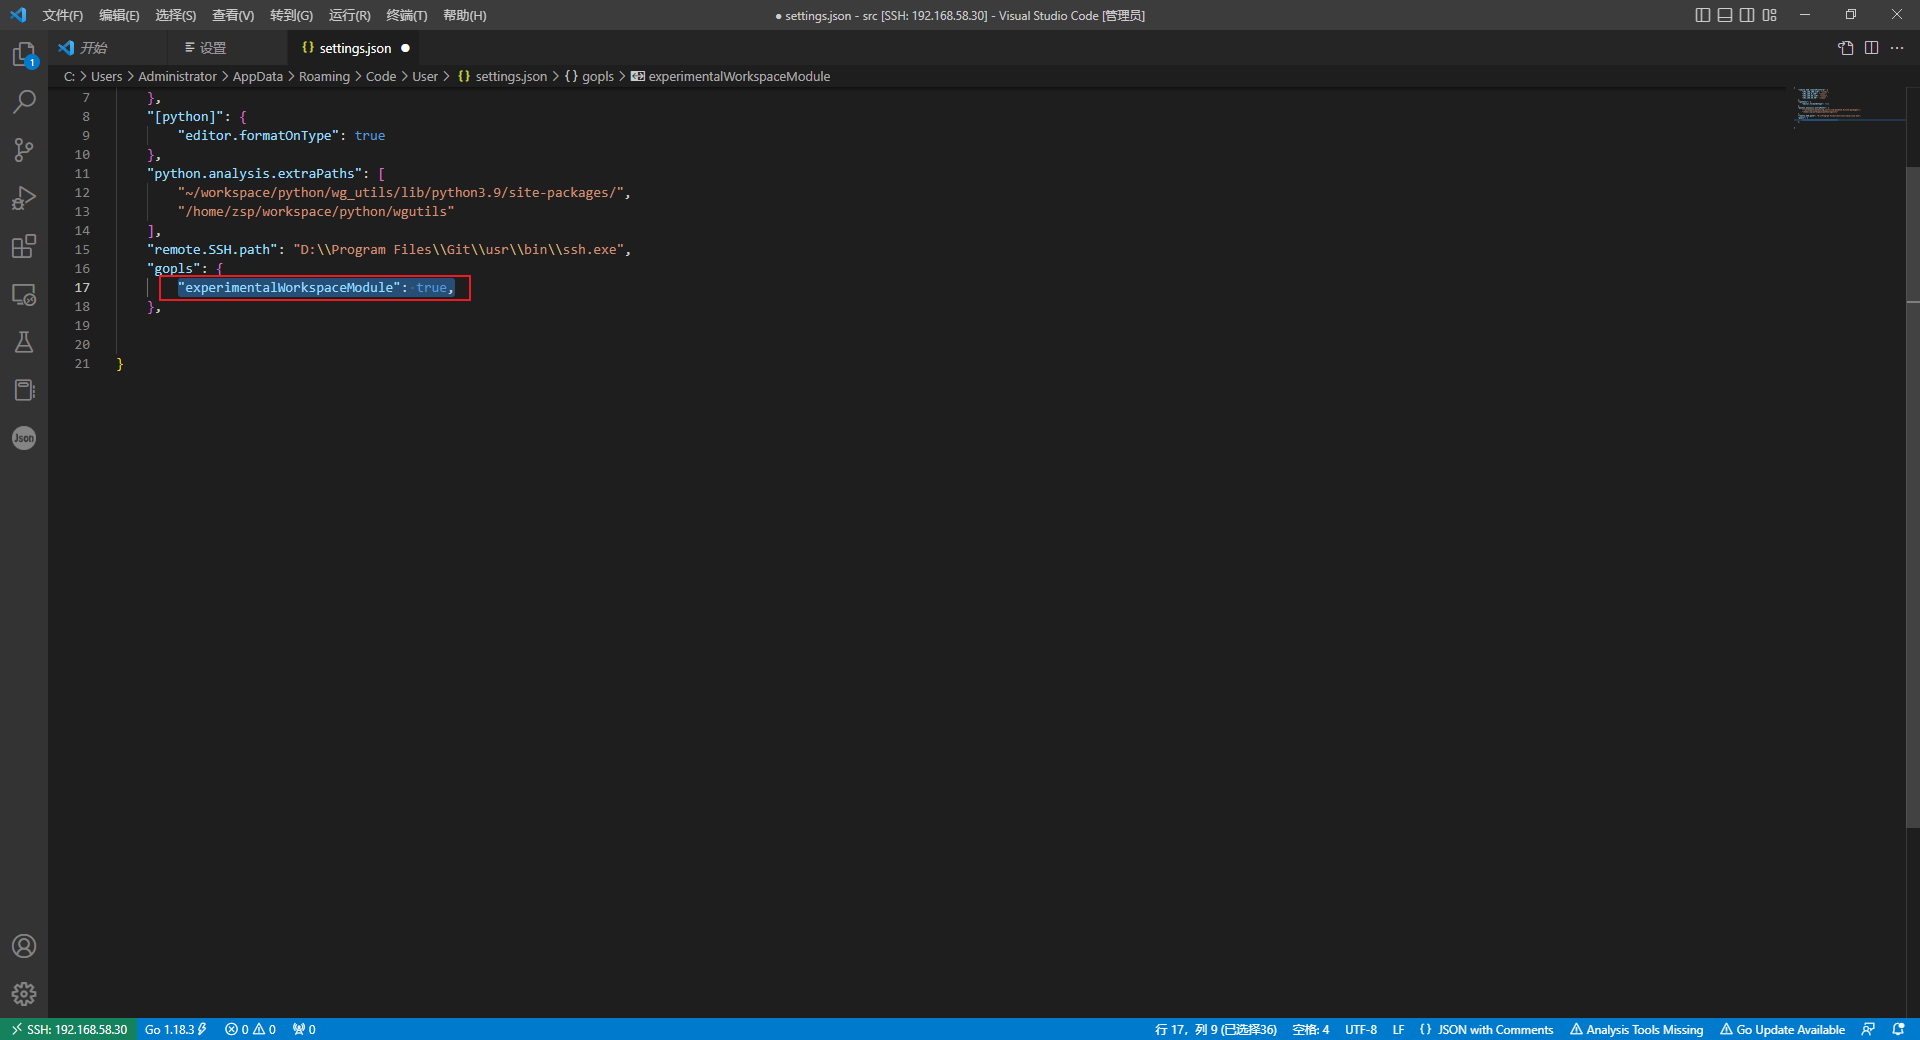 文件(F) 编辑(E) 选择(S) 查看(V) 转到(G) 运行(R) 终端(T) 帮助(H) ● settings.json - src [SSH: 192.168.58.30] - Visual Studio Code [管理员]
开始 设置 {} settings.json ●
C: > Users > Administrator > AppData > Roaming > Code > User > {} settings.json > {} gopls > experimentalWorkspaceModule
1
7 },
8 "[python]": {
9 "editor.formatOnType": true
10 },
11 "python.analysis.extraPaths": [
12 "~/workspace/python/wg_utils/lib/python3.9/site-packages/",
13 "/home/zsp/workspace/python/wgutils"
14 ],
15 "remote.SSH.path": "D:\\Program Files\\Git\\usr\\bin\\ssh.exe",
16 "gopls": {
17 "experimentalWorkspaceModule": true,
18 },
19
20
21 }
Json
SSH: 192.168.58.30 Go 1.18.3 0 0 0 行 17, 列 9 (已选择36) 空格: 4 UTF-8 LF {} JSON with Comments Analysis Tools Missing Go Update Available